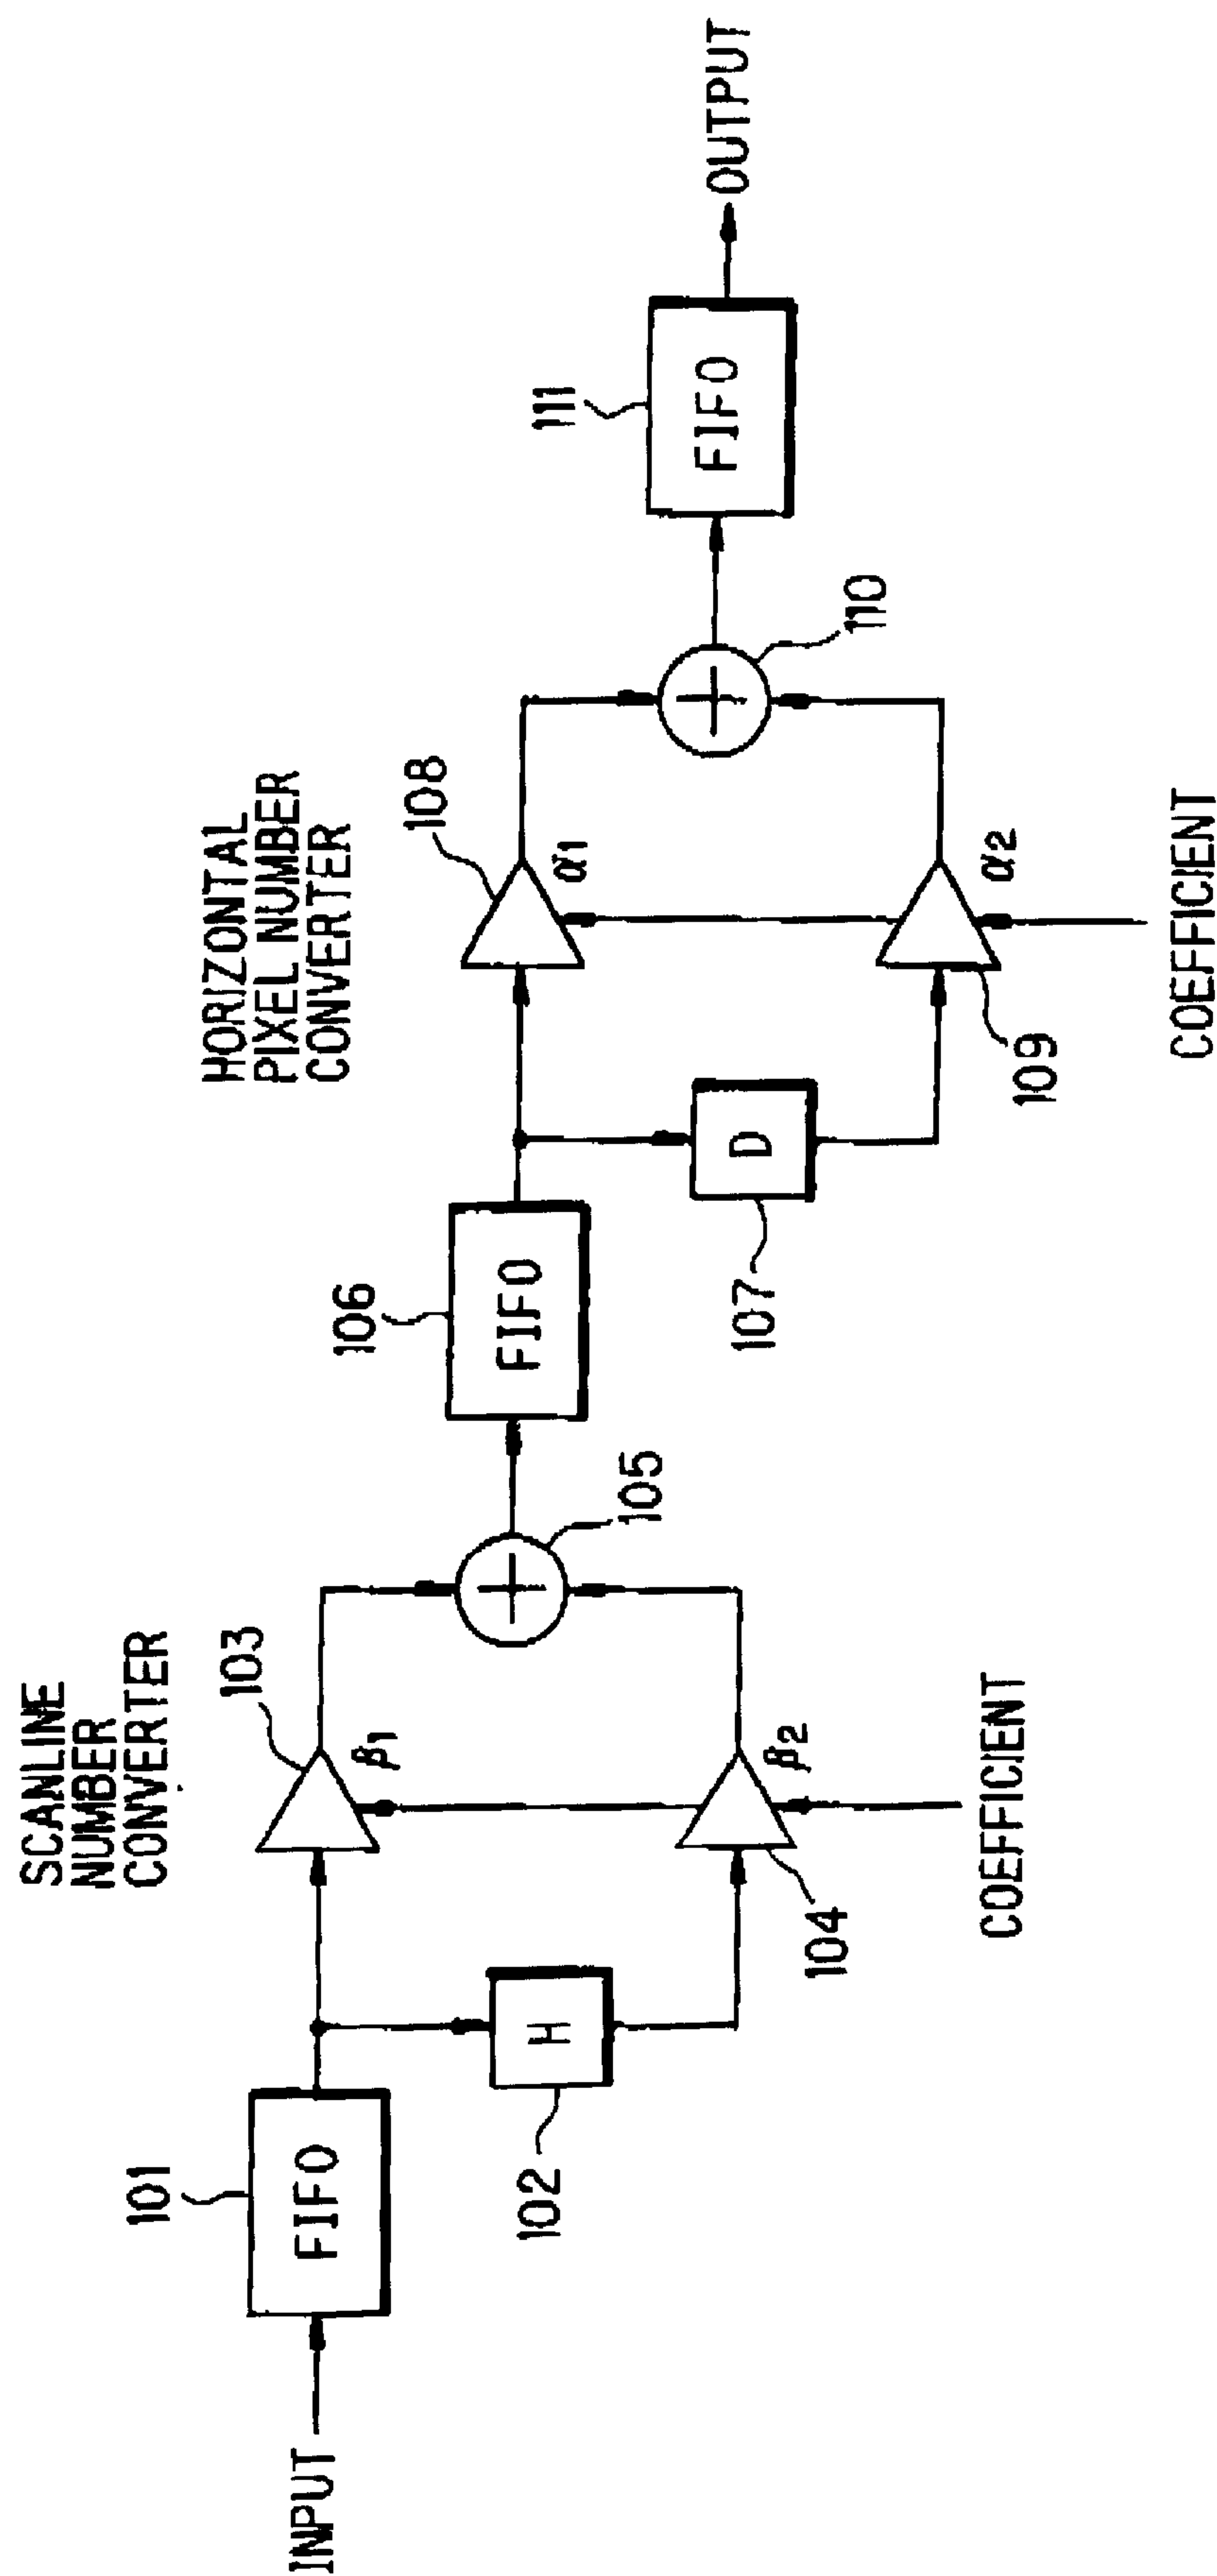 SCANLINE
NUMBER
CONVERTER
INPUT
101
FIFO
102
H
103
β1
104
β2
COEFFICIENT
105
106
FIFO
HORIZONTAL
PIXEL NUMBER
CONVERTER
107
D
108
α1
109
α2
COEFFICIENT
110
111
FIFO
OUTPUT